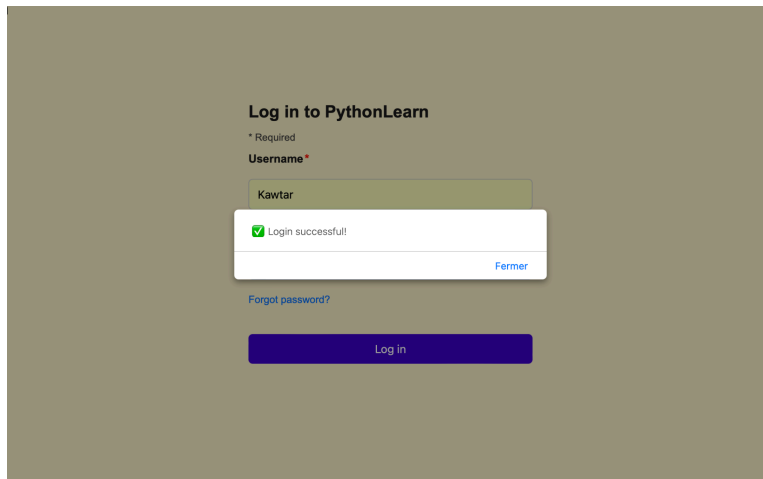 Log in to PythonLearn
* Required
Username*
Kawtar
✅ Login successful!
Fermer
Forgot password?
Log in